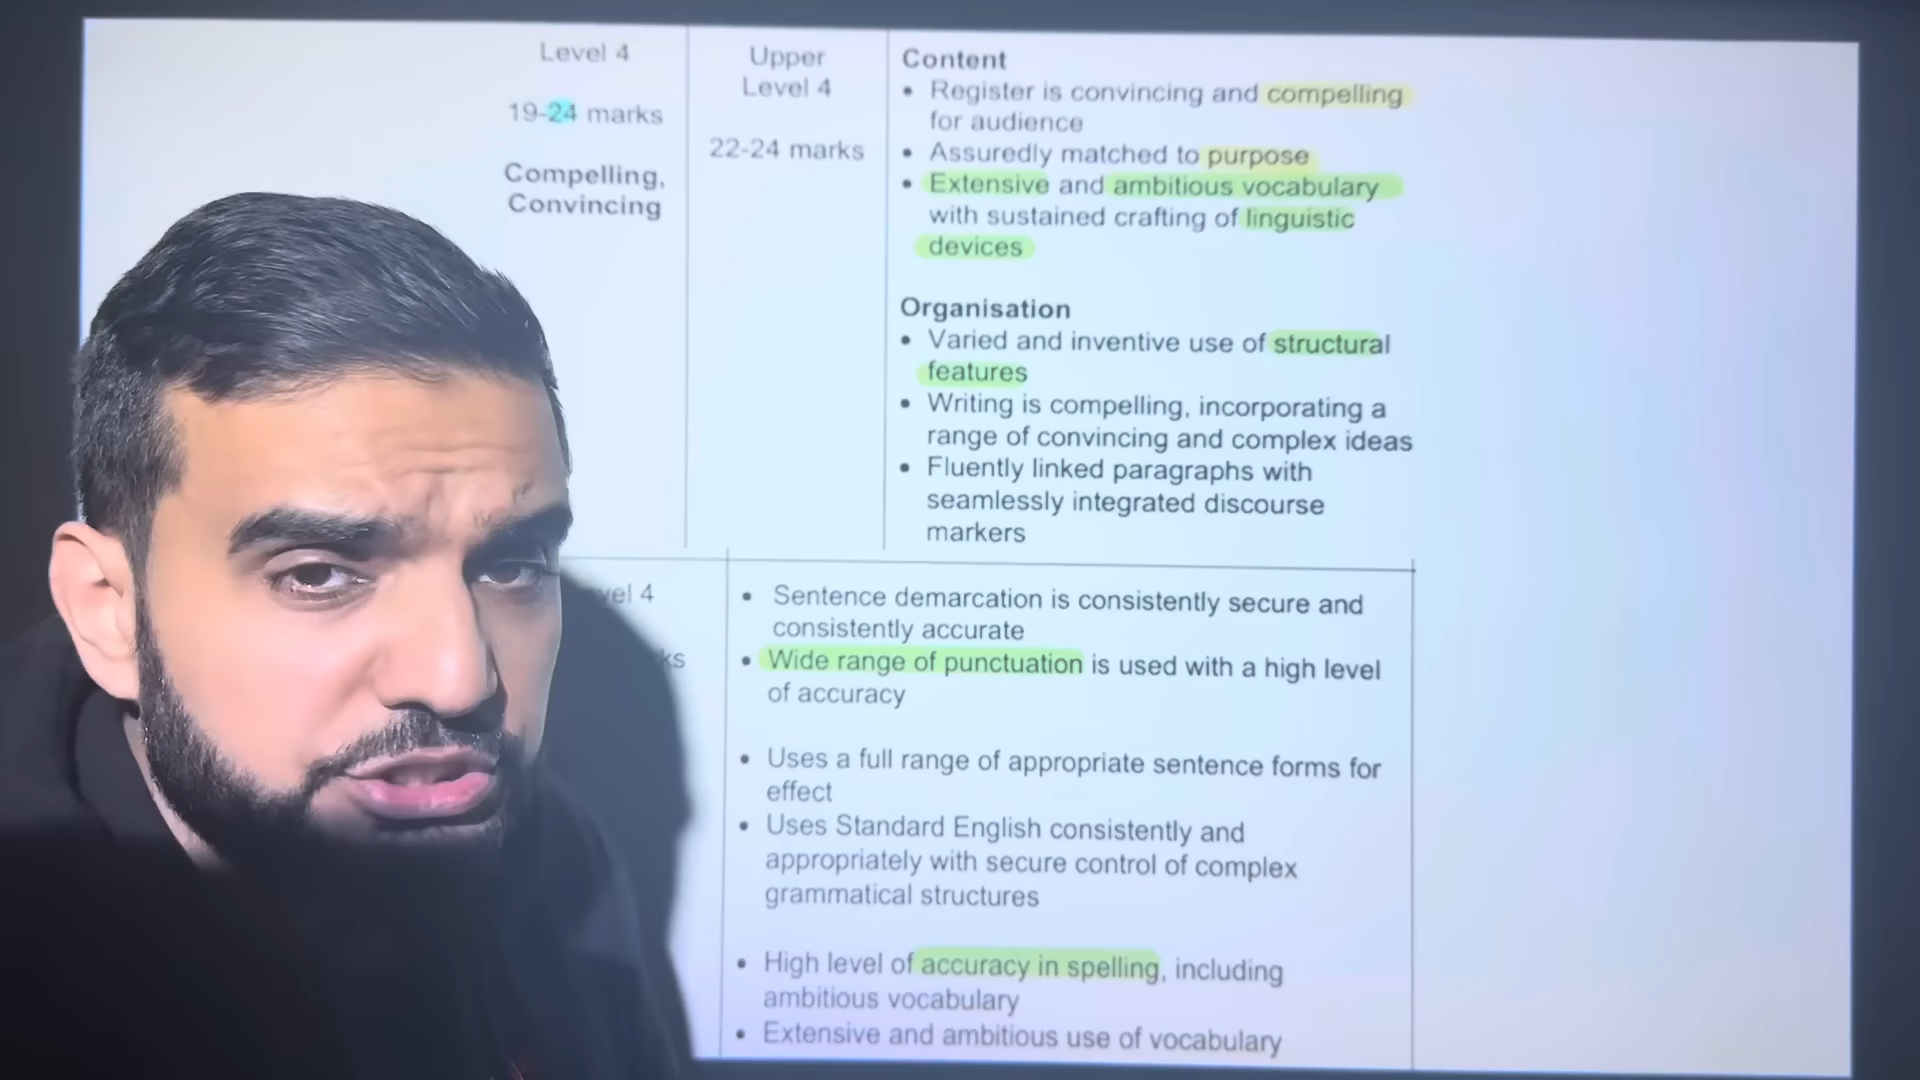 Level 4
19-24 marks
Compelling,
Convincing
Upper
Level 4
22-24 marks
Content
• Register is convincing and compelling
for audience
• Assuredly matched to purpose
• Extensive and ambitious vocabulary
with sustained crafting of linguistic
devices
Organisation
• Varied and inventive use of structural
features
• Writing is compelling, incorporating a
range of convincing and complex ideas
• Fluently linked paragraphs with
seamlessly integrated discourse
markers
vel 4
ks
• Sentence demarcation is consistently secure and
consistently accurate
• Wide range of punctuation is used with a high level
of accuracy
• Uses a full range of appropriate sentence forms for
effect
• Uses Standard English consistently and
appropriately with secure control of complex
grammatical structures
• High level of accuracy in spelling, including
ambitious vocabulary
• Extensive and ambitious use of vocabulary